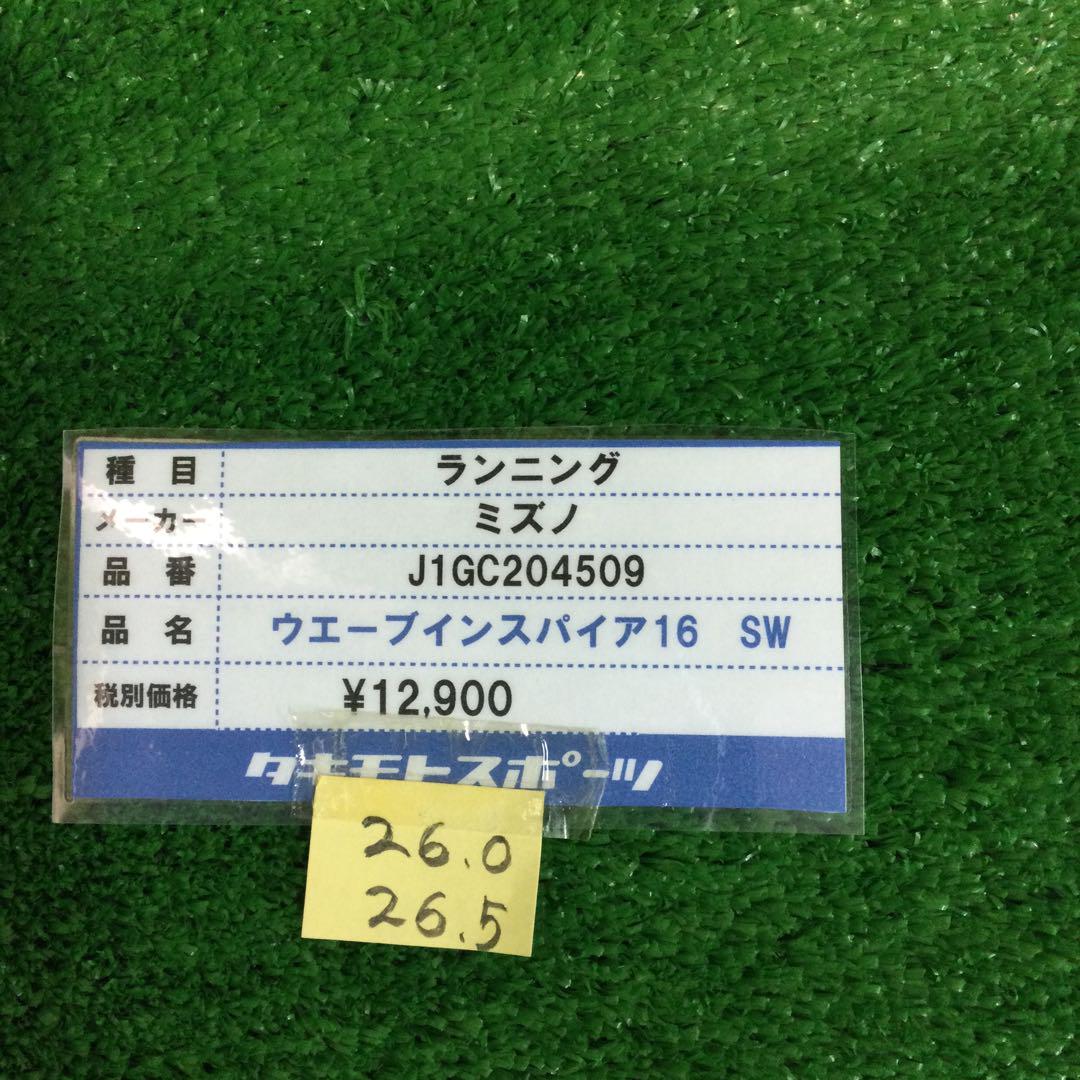 種 目 ランニング
メーカー ミズノ
品 番 J1GC204509
品 名 ウエーブインスパイア16 SW
税別価格 ¥12,900
タキモトスポーツ
26.0
26.5